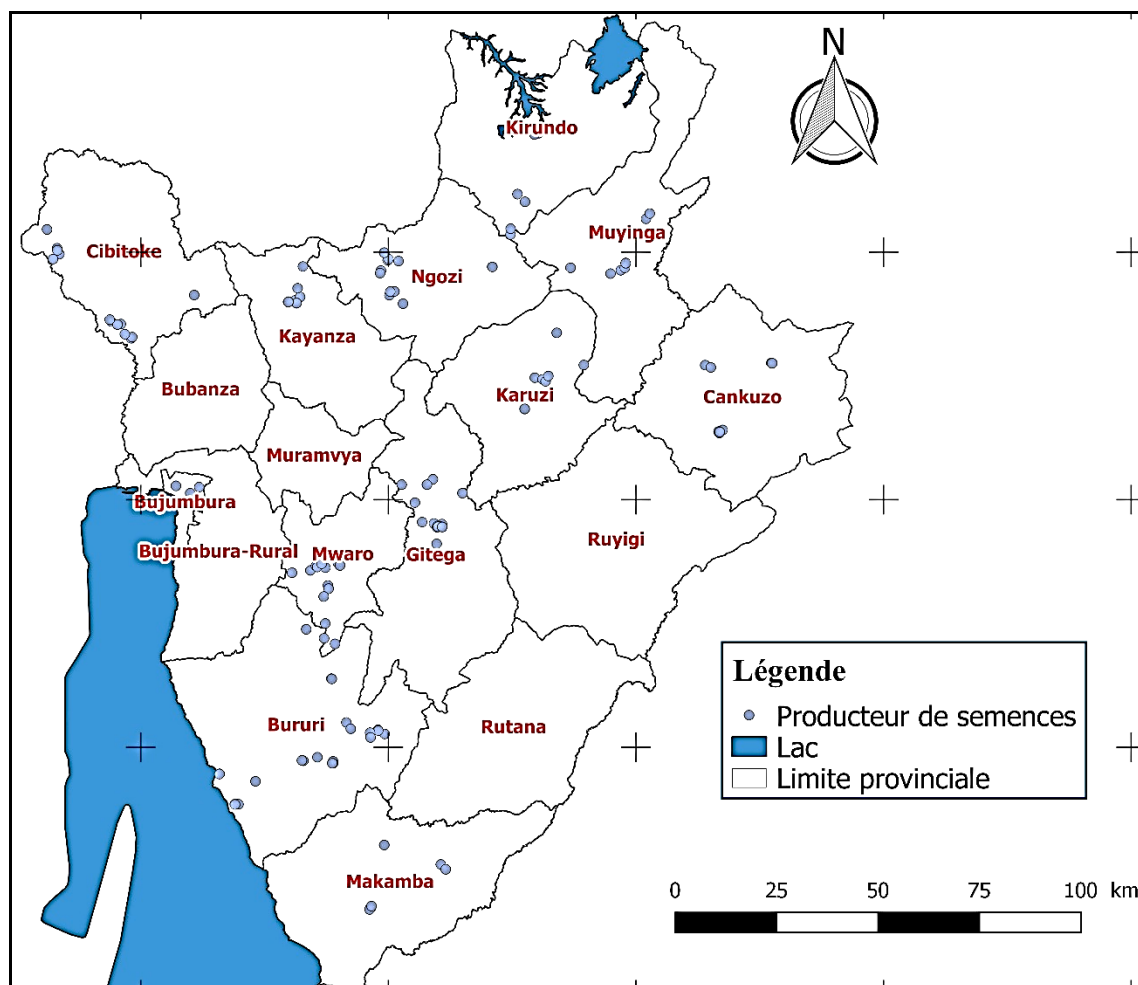 N
Kirundo
Muyinga
Cibitoke
Ngozi
Kayanza
Bubanza
Karuzi
Cankuzo
Muramvya
Bujumbura
Bujumbura-Rural
Mwaro
Gitega
Ruyigi
Bururi
Rutana
Makamba
Légende
Producteur de semences
Lac
Limite provinciale
0 25 50 75 100 km